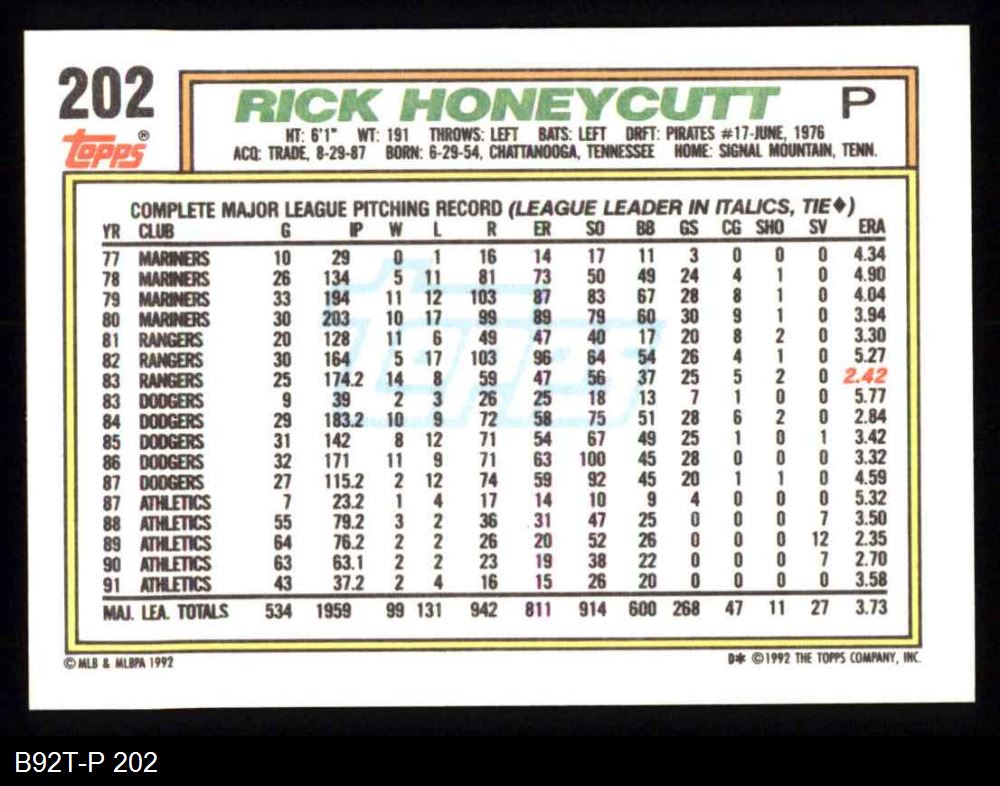 202
RICK HONEYCUTT P
TOPPS®
HT: 6'1" WT: 191 THROWS: LEFT BATS: LEFT DRFT: PIRATES #17-JUNE, 1976
ACQ: TRADE, 8-29-87 BORN: 6-29-54, CHATTANOOGA, TENNESSEE HOME: SIGNAL MOUNTAIN, TENN.
COMPLETE MAJOR LEAGUE PITCHING RECORD (LEAGUE LEADER IN ITALICS, TIE♦)
YR CLUB G IP W L R ER SO BB GS CG SHO SV ERA
77 MARINERS 10 29 0 1 16 14 17 11 3 0 0 0 4.34
78 MARINERS 26 134 5 11 81 73 50 49 24 4 1 0 4.90
79 MARINERS 33 194 11 12 103 87 83 67 28 8 1 0 4.04
80 MARINERS 30 203 10 17 99 89 79 60 30 9 1 0 3.94
81 RANGERS 20 128 11 6 49 47 40 17 20 8 2 0 3.30
82 RANGERS 30 164 5 17 103 96 64 54 26 4 1 0 5.27
83 RANGERS 25 174.2 14 8 59 47 56 37 25 5 2 0 2.42
83 DODGERS 9 39 2 3 26 25 18 13 7 1 0 0 5.77
84 DODGERS 29 183.2 10 9 72 58 75 51 28 6 2 0 2.84
85 DODGERS 31 142 8 12 71 54 67 49 25 1 0 1 3.42
86 DODGERS 32 171 11 9 71 63 100 45 28 0 0 0 3.32
87 DODGERS 27 115.2 2 12 74 59 92 45 20 1 1 0 4.59
87 ATHLETICS 7 23.2 1 4 17 14 10 9 4 0 0 0 5.32
88 ATHLETICS 55 79.2 3 2 36 31 47 25 0 0 0 7 3.50
89 ATHLETICS 64 76.2 2 2 26 20 52 26 0 0 0 12 2.35
90 ATHLETICS 63 63.1 2 2 23 19 38 22 0 0 0 7 2.70
91 ATHLETICS 43 37.2 2 4 16 15 26 20 0 0 0 0 3.58
MAJ. LEA. TOTALS 534 1959 99 131 942 811 914 600 268 47 11 27 3.73
© MLB & MLBPA 1992
D* © 1992 THE TOPPS COMPANY, INC.
B92T-P 202